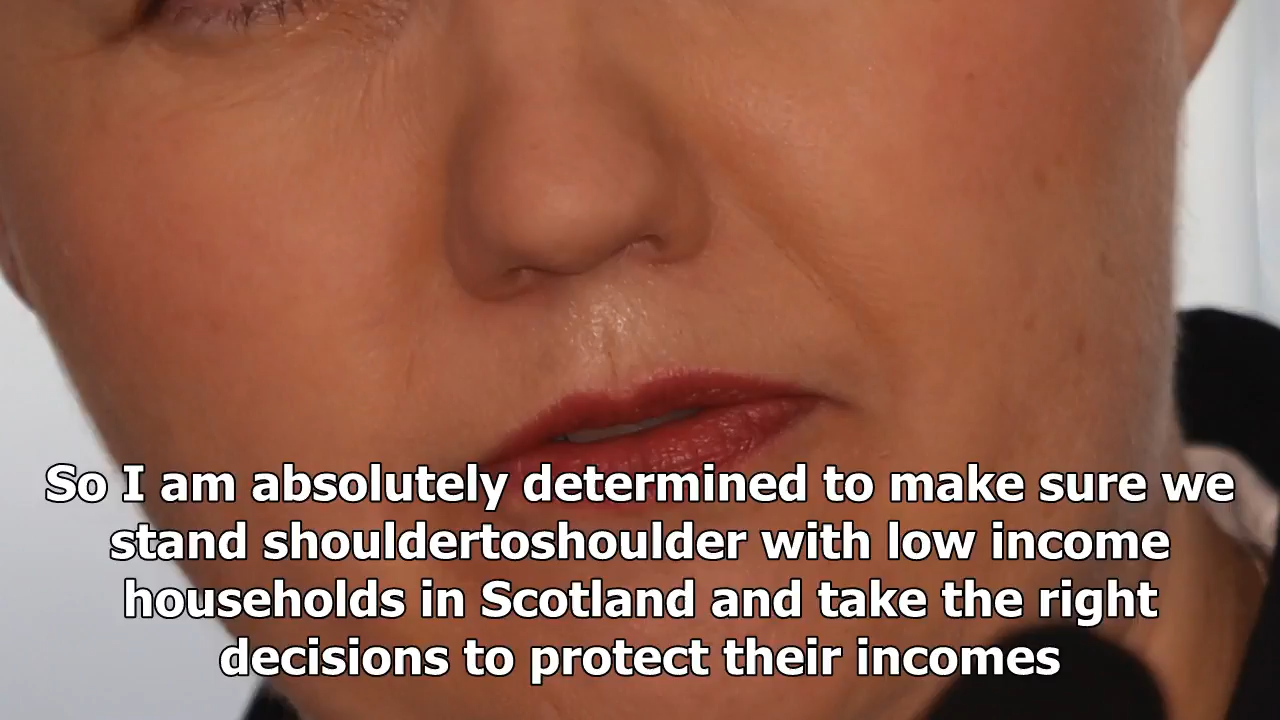 So I am absolutely determined to make sure we
stand shouldertoshoulder with low income
households in Scotland and take the right
decisions to protect their incomes